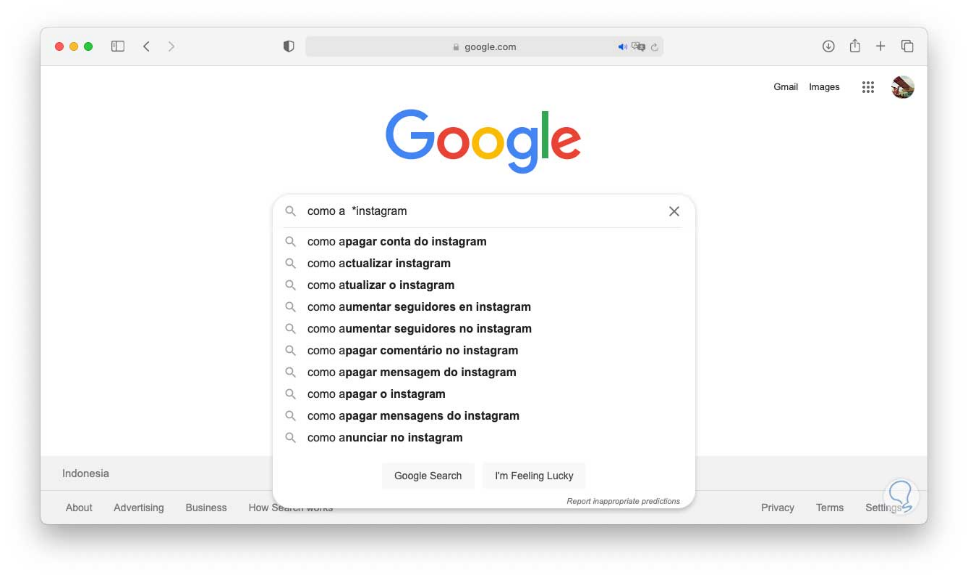 google.com
Gmail Images
Google
como a  *instagram
como apagar conta do instagram
como actualizar instagram
como atualizar o instagram
como aumentar seguidores en instagram
como aumentar seguidores no instagram
como apagar comentário no instagram
como apagar mensagem do instagram
como apagar o instagram
como apagar mensagens do instagram
como anunciar no instagram
Google Search I'm Feeling Lucky
Report inappropriate predictions
Indonesia
About Advertising Business How Search works Privacy Terms Settings